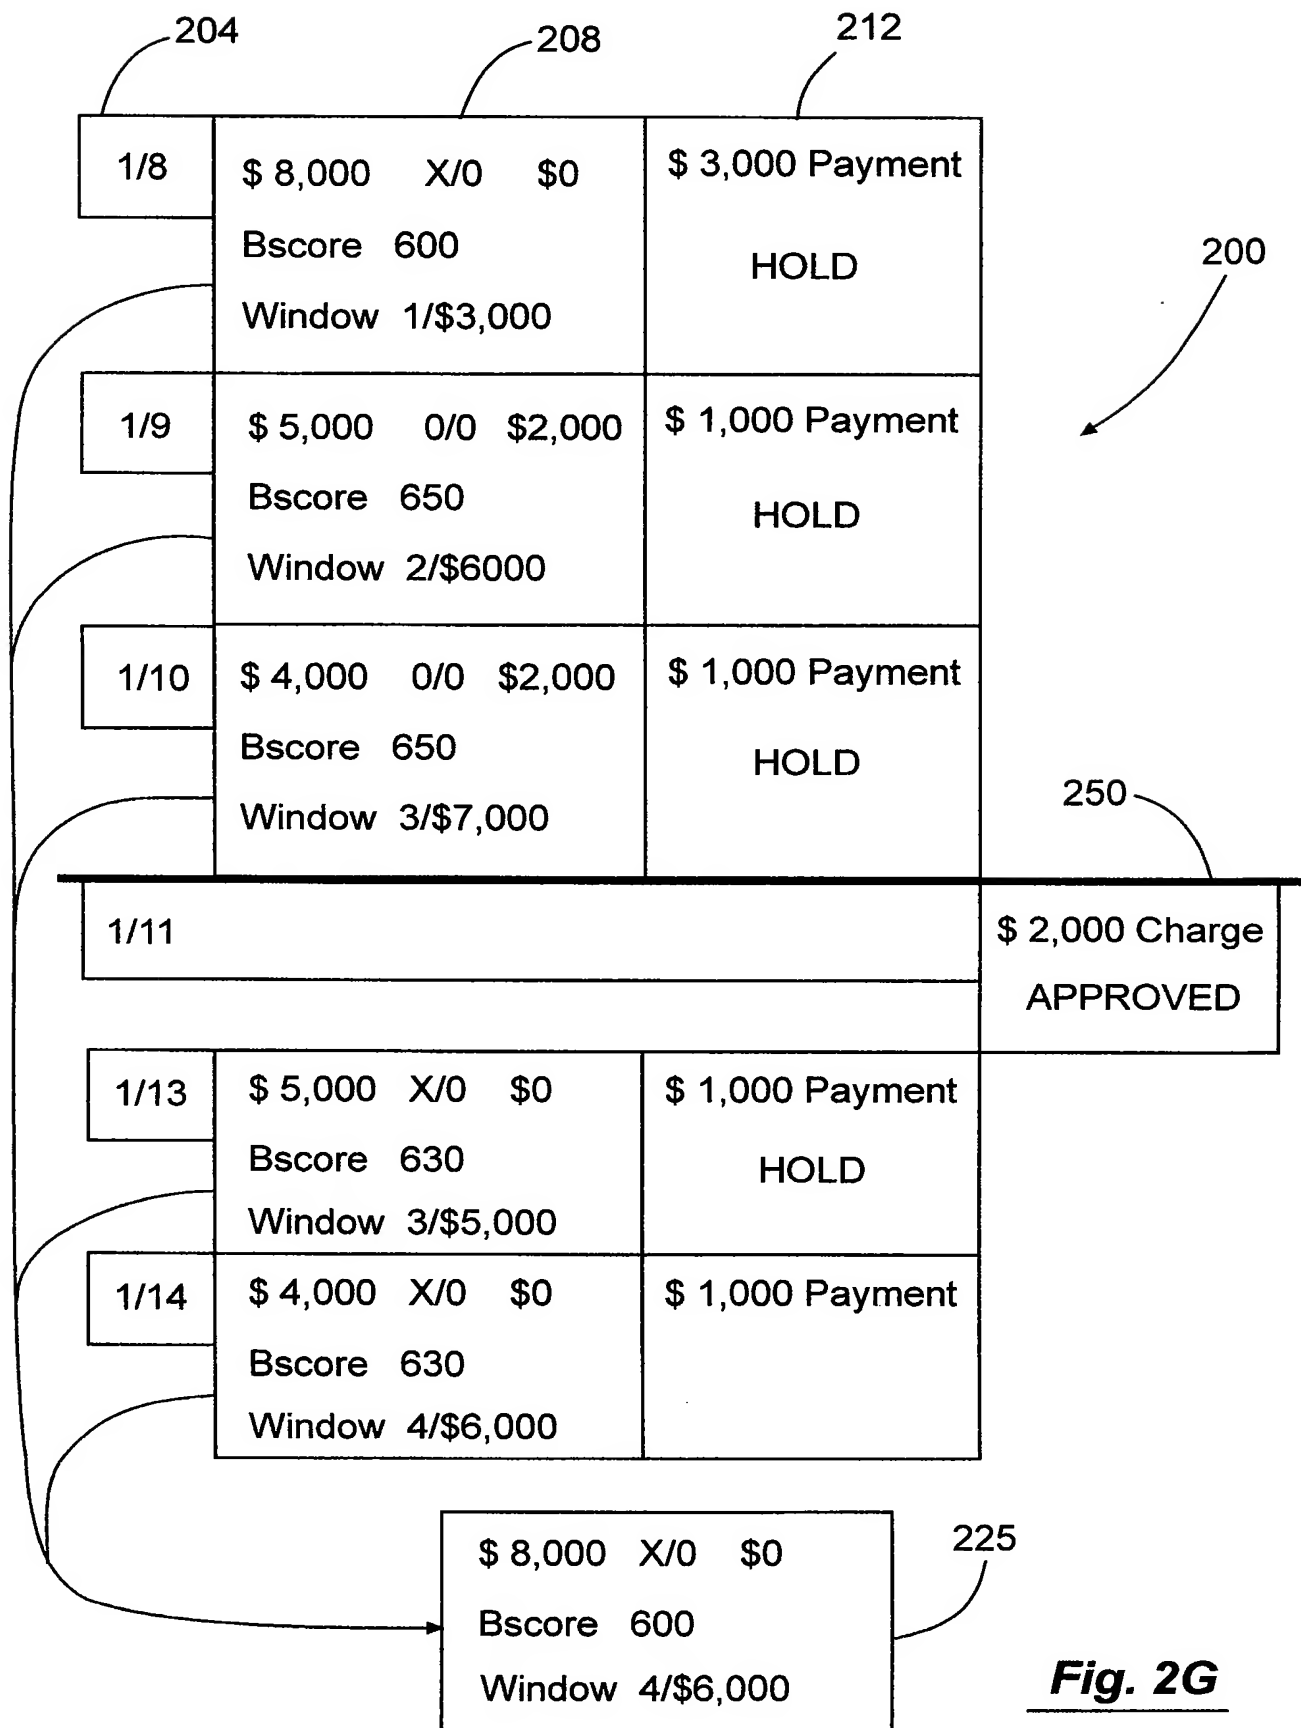 204
208
212
1/8
$ 8,000 X/0 $0
$ 3,000 Payment
Bscore 600
HOLD
Window 1/$3,000
200
1/9
$ 5,000 0/0 $2,000
$ 1,000 Payment
Bscore 650
HOLD
Window 2/$6000
1/10
$ 4,000 0/0 $2,000
$ 1,000 Payment
Bscore 650
HOLD
Window 3/$7,000
250
1/11
$ 2,000 Charge
APPROVED
1/13
$ 5,000 X/0 $0
$ 1,000 Payment
Bscore 630
HOLD
Window 3/$5,000
1/14
$ 4,000 X/0 $0
$ 1,000 Payment
Bscore 630
Window 4/$6,000
$ 8,000 X/0 $0
225
Bscore 600
Window 4/$6,000
Fig. 2G